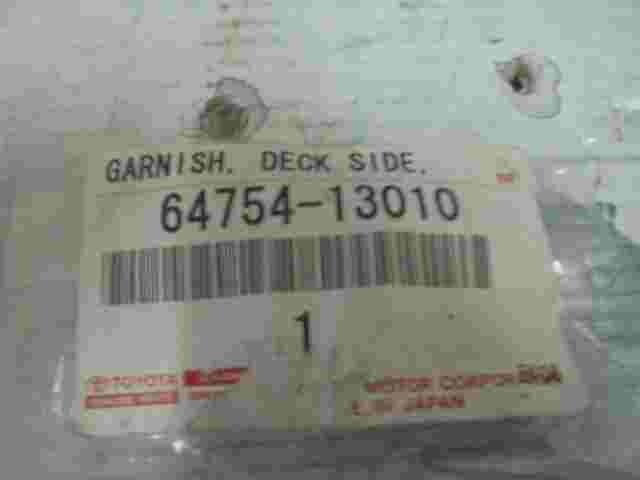 GARNISH, DECK SIDE,
64754-13010
1
TOYOTA MOTOR CORPORATION
JAPAN